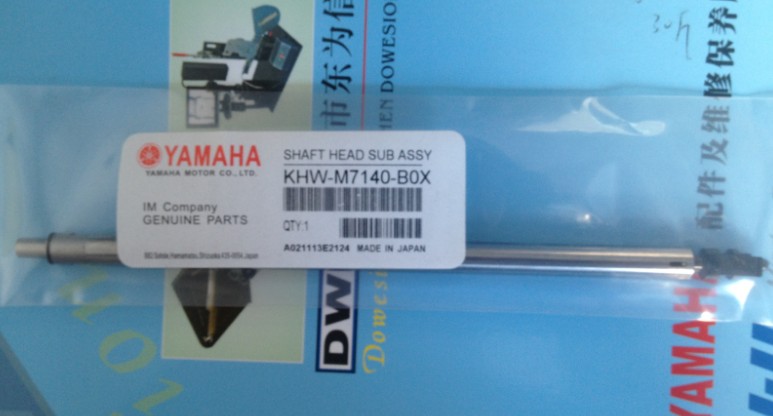 YAMAHA
YAMAHA MOTOR CO., LTD.
IM Company
GENUINE PARTS
SHAFT HEAD SUB ASSY
KHW-M7140-B0X
QTY:1
A021113E2124 MADE IN JAPAN
市东为信
MEN DOWESIO
DW
Dowesi
配件及维修保养
YAMAHA